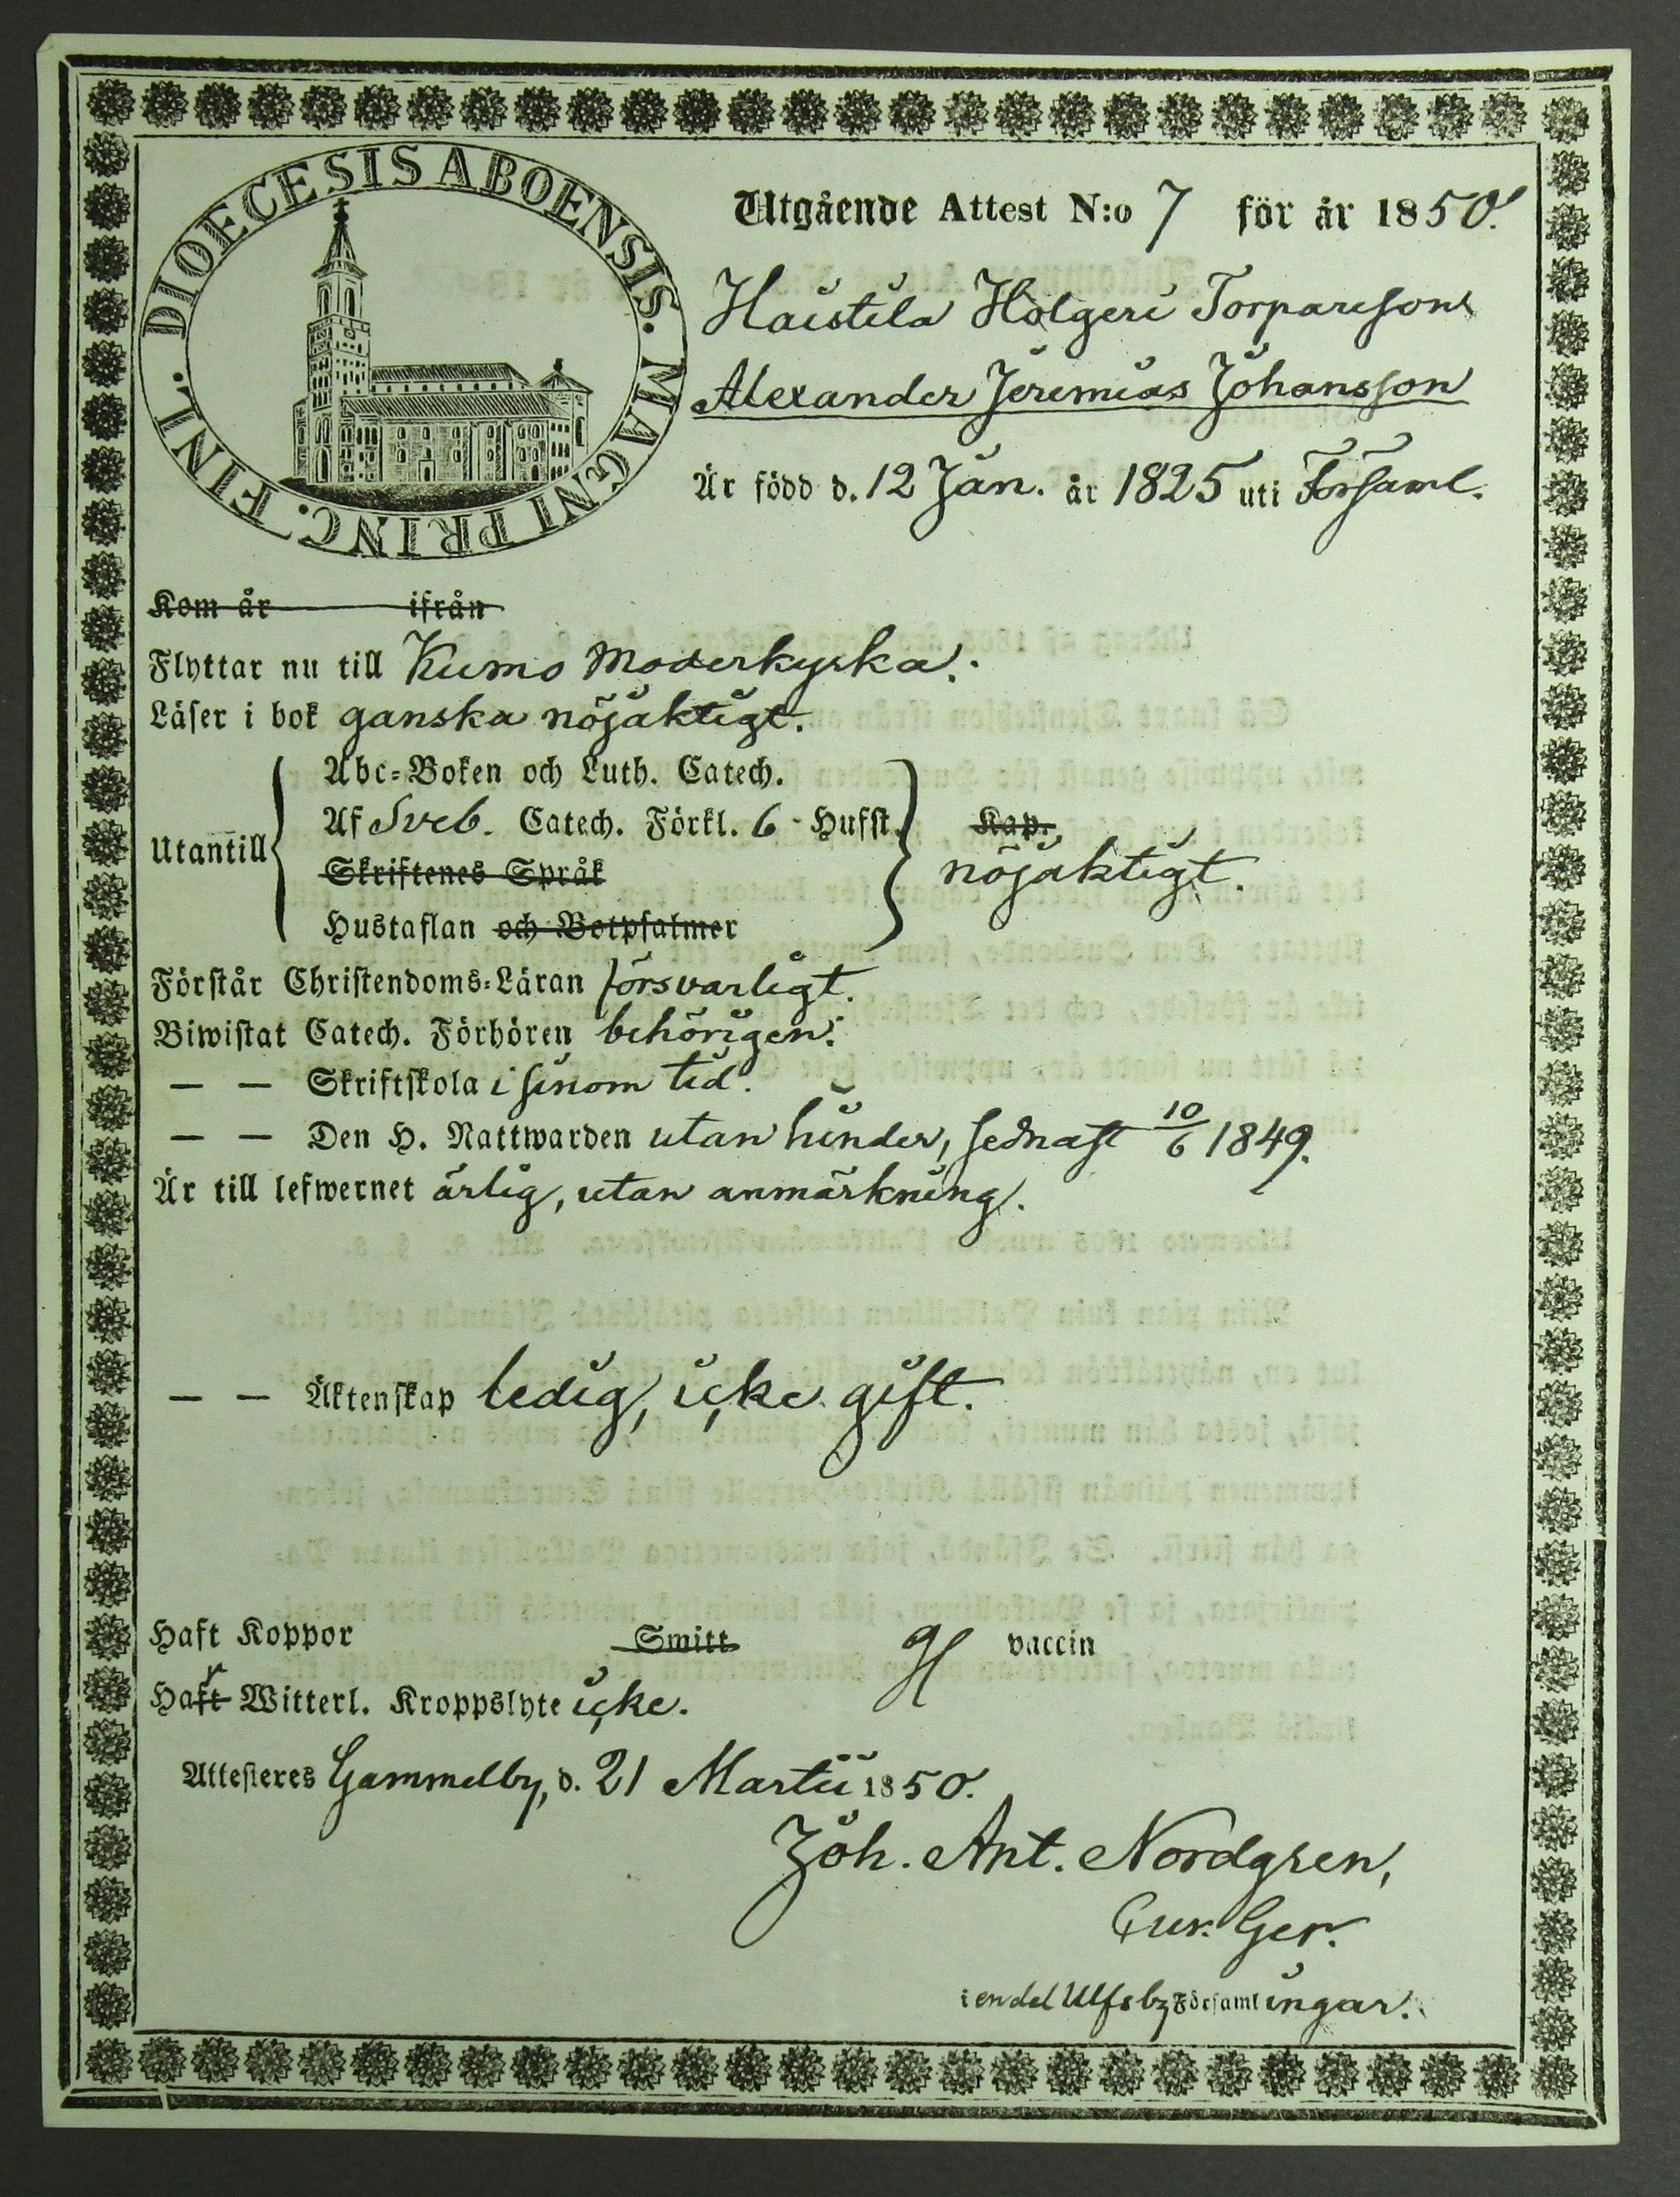 DIOECESIS ABOENSIS. MAGNI PRINC. FINL.
Utgående Attest N:o 7 för år 1850.
Haistila Holgeri Torparesonen
Alexander Jeremias Johansson
Är född d. 12 Jan. år 1825 uti Församl.
Kom år ifrån
Flyttar nu till Kumo Moderkyrka.
Läser i bok ganska nöjaktigt.
Abc-Boken och Luth. Catech.
Af Sveb. Catech. Förkl. 6 - Hufst. Kap.
Utantill
Skriftenes Språk nöjaktigt.
Hustaflan och Botpsalmer
Förstår Christendoms-Läran försvarligt.
Biwistat Catech. Förhören behörigen.
— — Skriftskola i sinom tid.
— — Den H. Nattwarden utan hinder, sednast 10/6 1849.
Är till lefwernet ärlig, utan anmärkning.
— — Äktenskap ledig, icke gift.
Haft Koppor Smitt vaccin
Haft Witterl. Kroppslyte icke.
Attesteres Gammelby, d. 21 Martii 1850.
Joh. Ant. Nordgren,
Cur. Ger.
i en del Ulfsby Församlingar.